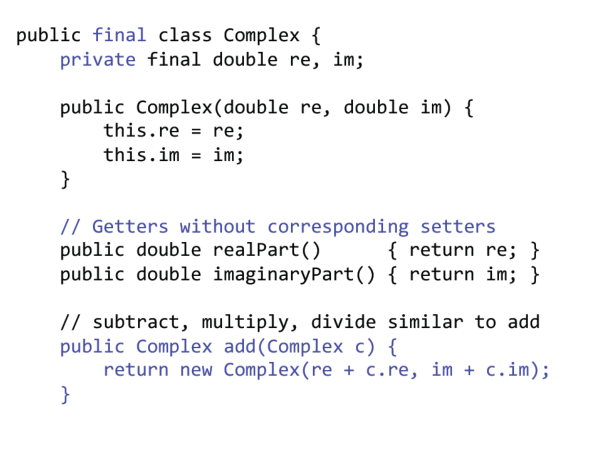 public final class Complex {
    private final double re, im;

    public Complex(double re, double im) {
        this.re = re;
        this.im = im;
    }

    // Getters without corresponding setters
    public double realPart()      { return re; }
    public double imaginaryPart() { return im; }

    // subtract, multiply, divide similar to add
    public Complex add(Complex c) {
        return new Complex(re + c.re, im + c.im);
    }